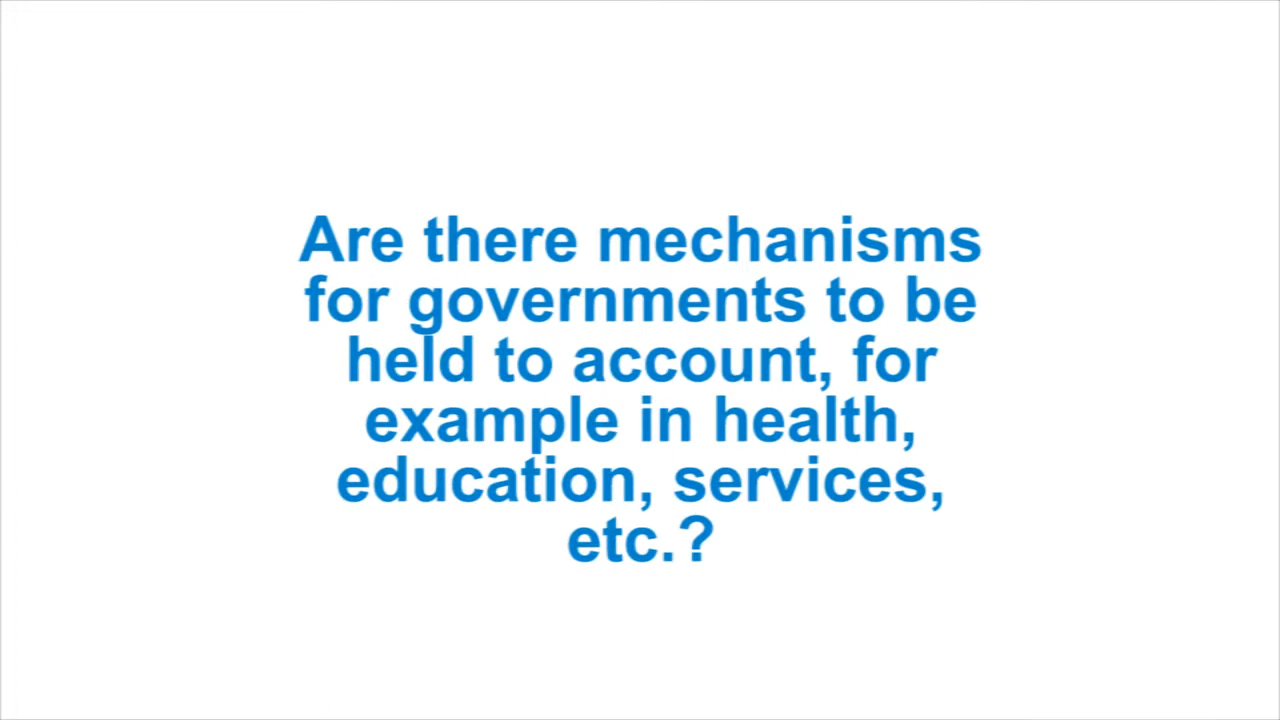 Are there mechanisms
for governments to be
held to account, for
example in health,
education, services,
etc.?